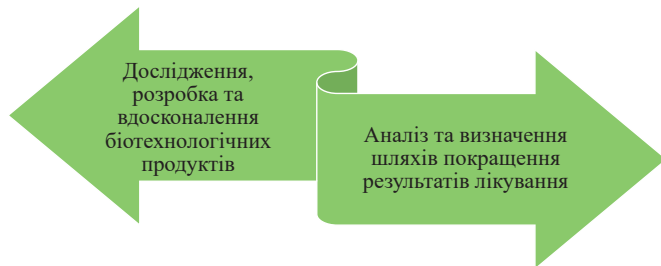 Дослідження,
розробка та
вдосконалення
біотехнологічних
продуктів
Аналіз та визначення
шляхів покращення
результатів лікування